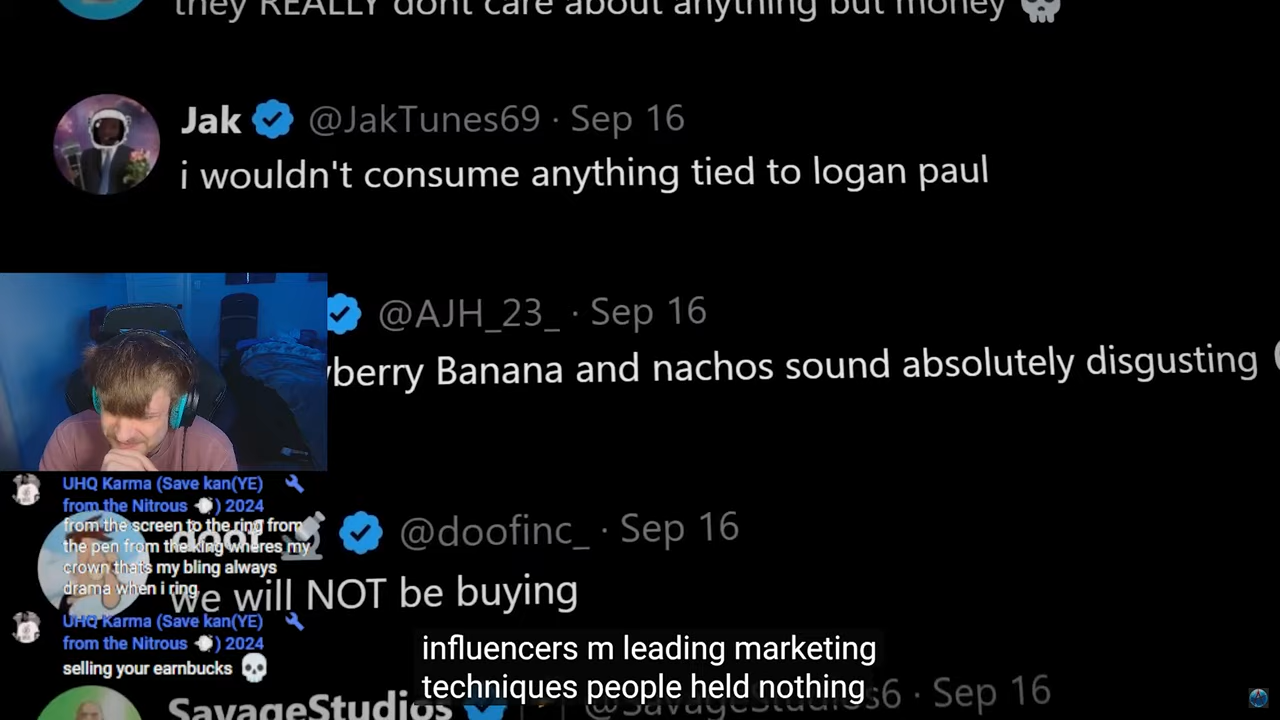 they REALLY dont care about anything but money 💀
Jak @JakTunes69 · Sep 16
i wouldn't consume anything tied to logan paul
@AJH_23_ · Sep 16
berry Banana and nachos sound absolutely disgusting
UHQ Karma (Save kan(YE)
from the Nitrous ) 2024
from the screen to the ring from
the pen from the king wheres my
crown thats my bling always
drama when i ring
doof 🔬 @doofinc_ · Sep 16
we will NOT be buying
UHQ Karma (Save kan(YE)
from the Nitrous ) 2024
selling your earnbucks 💀
influencers m leading marketing
techniques people held nothing
SavageStudios @SavageStudios6 · Sep 16